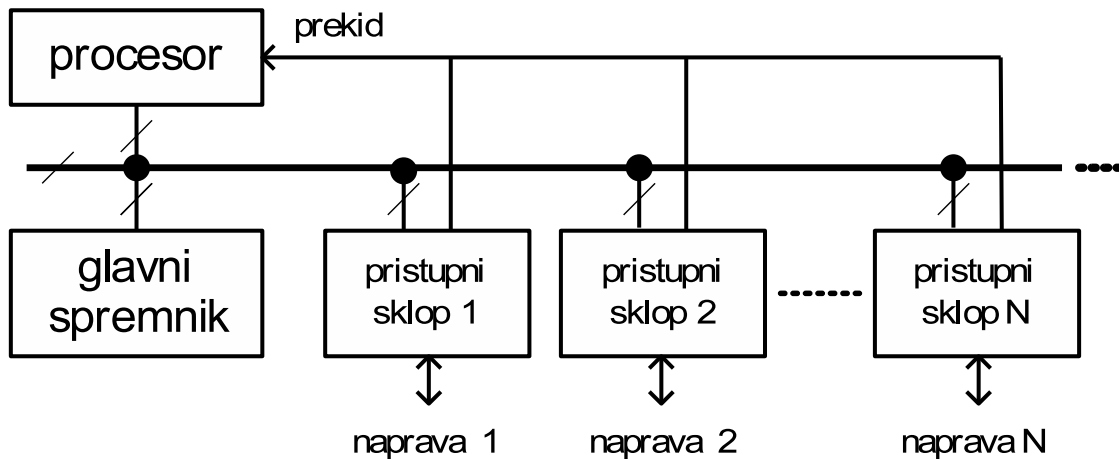 prekid
procesor
glavni
spremnik
pristupni
sklop 1
pristupni
sklop 2
pristupni
sklop N
naprava 1
naprava 2
naprava N